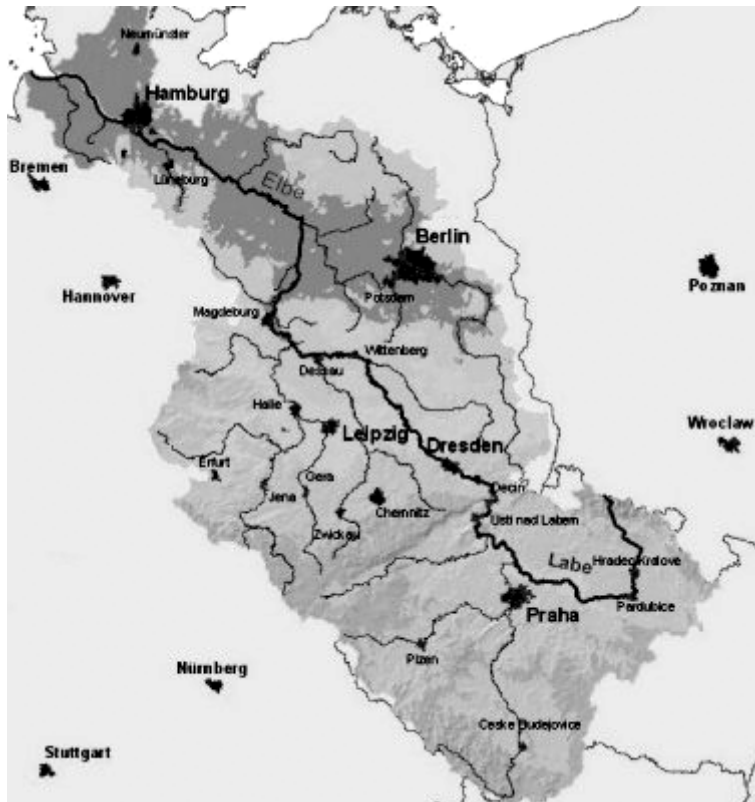 Neumünster
Hamburg
Bremen
Lüneburg
Elbe
Berlin
Hannover
Potsdam
Poznan
Magdeburg
Wittenberg
Dessau
Halle
Leipzig
Wroclaw
Dresden
Erfurt
Gera
Decin
Jena
Chemnitz
Usti nad Labem
Zwickau
Labe
Hradec Kralove
Praha
Pardubice
Plzen
Nürnberg
Ceske Budejovice
Stuttgart